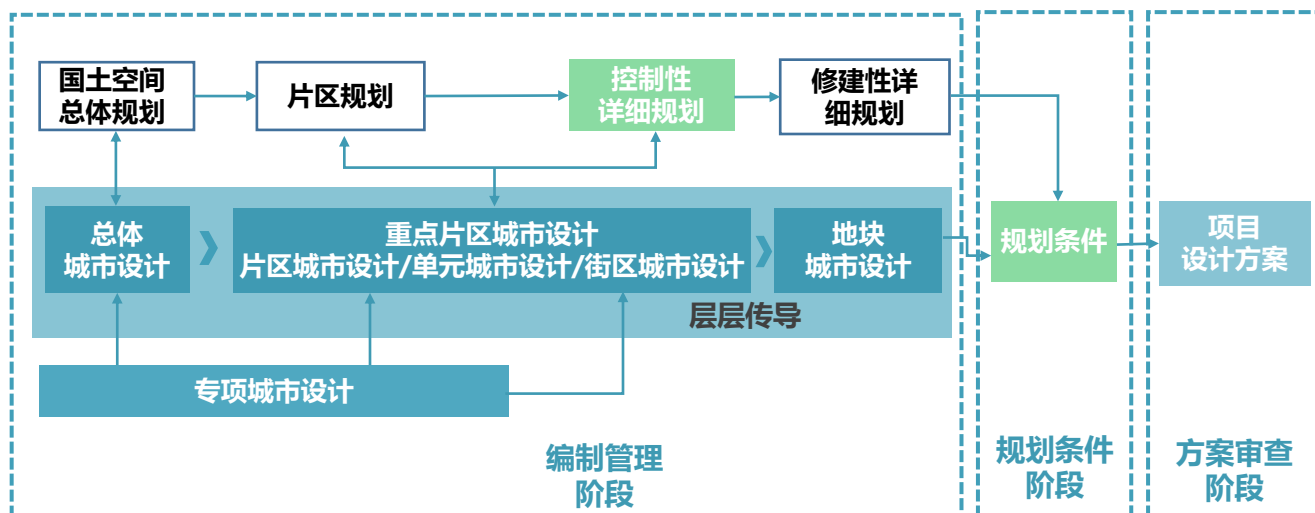 国土空间
总体规划
片区规划
控制性
详细规划
修建性详
细规划
总体
城市设计
重点片区城市设计
片区城市设计/单元城市设计/街区城市设计
地块
城市设计
规划条件
项目
设计方案
层层传导
专项城市设计
编制管理
阶段
规划条件
阶段
方案审查
阶段